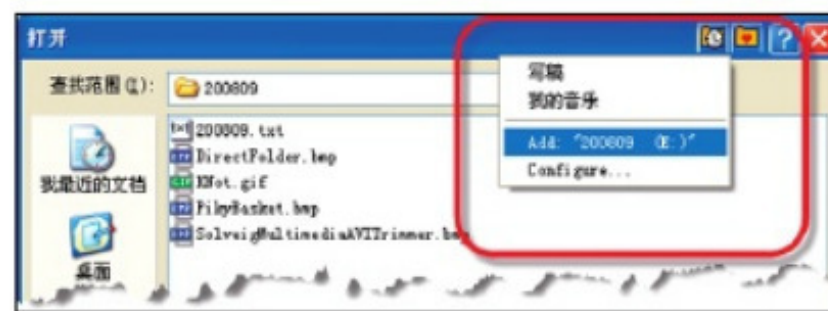 打开
查找范围(I):
200809
写稿
我的音乐
Add: "200809 (E:)"
Configure...
200809.txt
DirectFolder.bmp
KNot.gif
PikyBasket.bmp
SolveigMultimediaAVITrimmer.bmp
我最近的文档
桌面